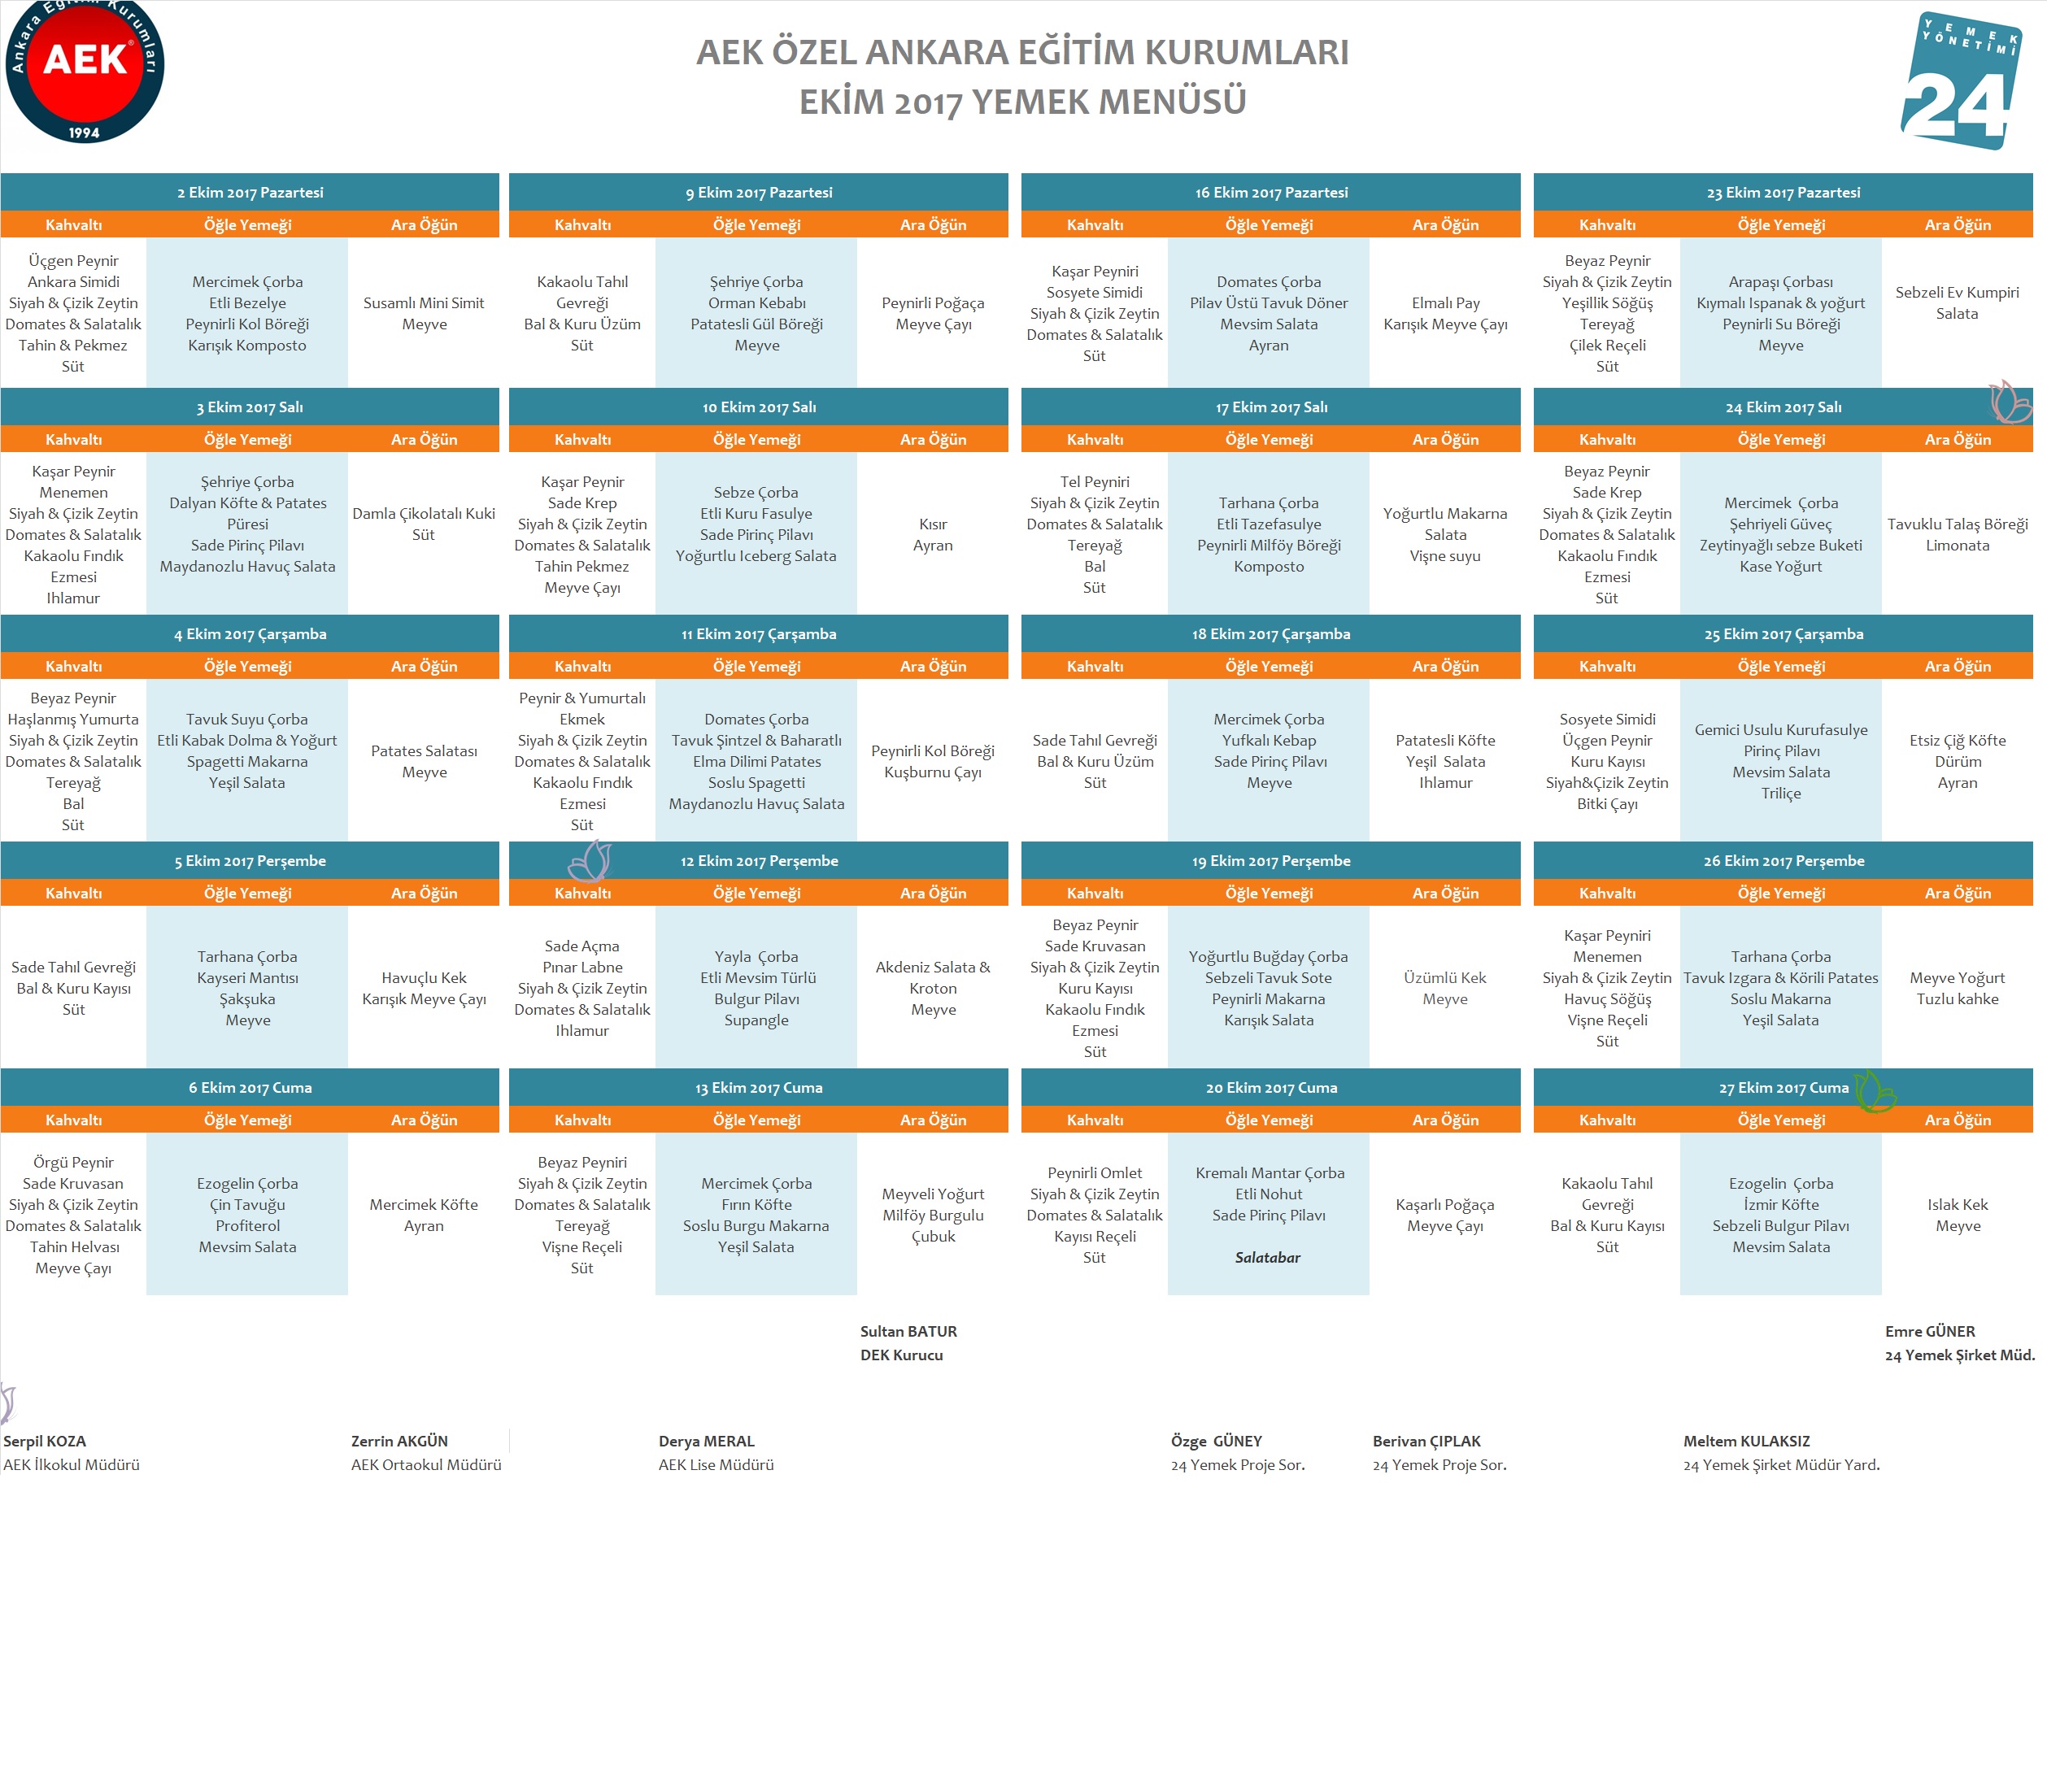 Ankara Eğitim Kurumları
AEK
1994
AEK ÖZEL ANKARA EĞİTİM KURUMLARI
EKİM 2017 YEMEK MENÜSÜ
YEMEK
YÖNETİMİ
24
2 Ekim 2017 Pazartesi
Kahvaltı
Öğle Yemeği
Ara Öğün
Üçgen Peynir
Ankara Simidi
Siyah & Çizik Zeytin
Domates & Salatalık
Tahin & Pekmez
Süt
Mercimek Çorba
Etli Bezelye
Peynirli Kol Böreği
Karışık Komposto
Susamlı Mini Simit
Meyve
9 Ekim 2017 Pazartesi
Kahvaltı
Öğle Yemeği
Ara Öğün
Kakaolu Tahıl
Gevreği
Bal & Kuru Üzüm
Süt
Şehriye Çorba
Orman Kebabı
Patatesli Gül Böreği
Meyve
Peynirli Poğaça
Meyve Çayı
16 Ekim 2017 Pazartesi
Kahvaltı
Öğle Yemeği
Ara Öğün
Kaşar Peyniri
Sosyete Simidi
Siyah & Çizik Zeytin
Domates & Salatalık
Süt
Domates Çorba
Pilav Üstü Tavuk Döner
Mevsim Salata
Ayran
Elmalı Pay
Karışık Meyve Çayı
23 Ekim 2017 Pazartesi
Kahvaltı
Öğle Yemeği
Ara Öğün
Beyaz Peynir
Siyah & Çizik Zeytin
Yeşillik Söğüş
Tereyağ
Çilek Reçeli
Süt
Arapaşı Çorbası
Kıymalı Ispanak & yoğurt
Peynirli Su Böreği
Meyve
Sebzeli Ev Kumpiri
Salata
3 Ekim 2017 Salı
Kahvaltı
Öğle Yemeği
Ara Öğün
Kaşar Peynir
Menemen
Siyah & Çizik Zeytin
Domates & Salatalık
Kakaolu Fındık
Ezmesi
Ihlamur
Şehriye Çorba
Dalyan Köfte & Patates
Püresi
Sade Pirinç Pilavı
Maydanozlu Havuç Salata
Damla Çikolatalı Kuki
Süt
10 Ekim 2017 Salı
Kahvaltı
Öğle Yemeği
Ara Öğün
Kaşar Peynir
Sade Krep
Siyah & Çizik Zeytin
Domates & Salatalık
Tahin Pekmez
Meyve Çayı
Sebze Çorba
Etli Kuru Fasulye
Sade Pirinç Pilavı
Yoğurtlu Iceberg Salata
Kısır
Ayran
17 Ekim 2017 Salı
Kahvaltı
Öğle Yemeği
Ara Öğün
Tel Peyniri
Siyah & Çizik Zeytin
Domates & Salatalık
Tereyağ
Bal
Süt
Tarhana Çorba
Etli Tazefasulye
Peynirli Milföy Böreği
Komposto
Yoğurtlu Makarna
Salata
Vişne suyu
24 Ekim 2017 Salı
Kahvaltı
Öğle Yemeği
Ara Öğün
Beyaz Peynir
Sade Krep
Siyah & Çizik Zeytin
Domates & Salatalık
Kakaolu Fındık
Ezmesi
Süt
Mercimek Çorba
Şehriyeli Güveç
Zeytinyağlı sebze Buketi
Kase Yoğurt
Tavuklu Talaş Böreği
Limonata
4 Ekim 2017 Çarşamba
Kahvaltı
Öğle Yemeği
Ara Öğün
Beyaz Peynir
Haşlanmış Yumurta
Siyah & Çizik Zeytin
Domates & Salatalık
Tereyağ
Bal
Süt
Tavuk Suyu Çorba
Etli Kabak Dolma & Yoğurt
Spagetti Makarna
Yeşil Salata
Patates Salatası
Meyve
11 Ekim 2017 Çarşamba
Kahvaltı
Öğle Yemeği
Ara Öğün
Peynir & Yumurtalı
Ekmek
Siyah & Çizik Zeytin
Domates & Salatalık
Kakaolu Fındık
Ezmesi
Süt
Domates Çorba
Tavuk Şintzel & Baharatlı
Elma Dilimi Patates
Soslu Spagetti
Maydanozlu Havuç Salata
Peynirli Kol Böreği
Kuşburnu Çayı
18 Ekim 2017 Çarşamba
Kahvaltı
Öğle Yemeği
Ara Öğün
Sade Tahıl Gevreği
Bal & Kuru Üzüm
Süt
Mercimek Çorba
Yufkalı Kebap
Sade Pirinç Pilavı
Meyve
Patatesli Köfte
Yeşil Salata
Ihlamur
25 Ekim 2017 Çarşamba
Kahvaltı
Öğle Yemeği
Ara Öğün
Sosyete Simidi
Üçgen Peynir
Kuru Kayısı
Siyah&Çizik Zeytin
Bitki Çayı
Gemici Usulu Kurufasulye
Pirinç Pilavı
Mevsim Salata
Triliçe
Etsiz Çiğ Köfte
Dürüm
Ayran
5 Ekim 2017 Perşembe
Kahvaltı
Öğle Yemeği
Ara Öğün
Sade Tahıl Gevreği
Bal & Kuru Kayısı
Süt
Tarhana Çorba
Kayseri Mantısı
Şakşuka
Meyve
Havuçlu Kek
Karışık Meyve Çayı
12 Ekim 2017 Perşembe
Kahvaltı
Öğle Yemeği
Ara Öğün
Sade Açma
Pınar Labne
Siyah & Çizik Zeytin
Domates & Salatalık
Ihlamur
Yayla Çorba
Etli Mevsim Türlü
Bulgur Pilavı
Supangle
Akdeniz Salata &
Kroton
Meyve
19 Ekim 2017 Perşembe
Kahvaltı
Öğle Yemeği
Ara Öğün
Beyaz Peynir
Sade Kruvasan
Siyah & Çizik Zeytin
Kuru Kayısı
Kakaolu Fındık
Ezmesi
Süt
Yoğurtlu Buğday Çorba
Sebzeli Tavuk Sote
Peynirli Makarna
Karışık Salata
Üzümlü Kek
Meyve
26 Ekim 2017 Perşembe
Kahvaltı
Öğle Yemeği
Ara Öğün
Kaşar Peyniri
Menemen
Siyah & Çizik Zeytin
Havuç Söğüş
Vişne Reçeli
Süt
Tarhana Çorba
Tavuk Izgara & Körili Patates
Soslu Makarna
Yeşil Salata
Meyve Yoğurt
Tuzlu kahke
6 Ekim 2017 Cuma
Kahvaltı
Öğle Yemeği
Ara Öğün
Örgü Peynir
Sade Kruvasan
Siyah & Çizik Zeytin
Domates & Salatalık
Tahin Helvası
Meyve Çayı
Ezogelin Çorba
Çin Tavuğu
Profiterol
Mevsim Salata
Mercimek Köfte
Ayran
13 Ekim 2017 Cuma
Kahvaltı
Öğle Yemeği
Ara Öğün
Beyaz Peyniri
Siyah & Çizik Zeytin
Domates & Salatalık
Tereyağ
Vişne Reçeli
Süt
Mercimek Çorba
Fırın Köfte
Soslu Burgu Makarna
Yeşil Salata
Meyveli Yoğurt
Milföy Burgulu
Çubuk
20 Ekim 2017 Cuma
Kahvaltı
Öğle Yemeği
Ara Öğün
Peynirli Omlet
Siyah & Çizik Zeytin
Domates & Salatalık
Kayısı Reçeli
Süt
Kremalı Mantar Çorba
Etli Nohut
Sade Pirinç Pilavı
Salatabar
Kaşarlı Poğaça
Meyve Çayı
27 Ekim 2017 Cuma
Kahvaltı
Öğle Yemeği
Ara Öğün
Kakaolu Tahıl
Gevreği
Bal & Kuru Kayısı
Süt
Ezogelin Çorba
İzmir Köfte
Sebzeli Bulgur Pilavı
Mevsim Salata
Islak Kek
Meyve
Sultan BATUR
DEK Kurucu
Emre GÜNER
24 Yemek Şirket Müd.
Serpil KOZA
AEK İlkokul Müdürü
Zerrin AKGÜN
AEK Ortaokul Müdürü
Derya MERAL
AEK Lise Müdürü
Özge GÜNEY
24 Yemek Proje Sor.
Berivan ÇIPLAK
24 Yemek Proje Sor.
Meltem KULAKSIZ
24 Yemek Şirket Müdür Yard.